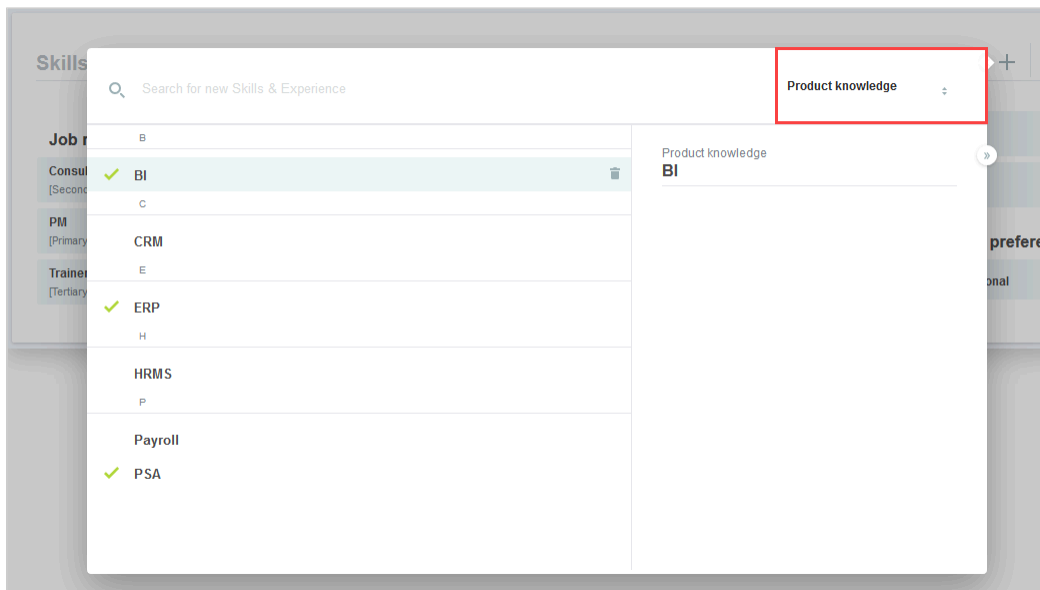 Skills
Search for new Skills & Experience
Product knowledge
Job r
Consul
[Second
PM
[Primary
Trainer
[Tertiary
B
BI
C
CRM
E
ERP
H
HRMS
P
Payroll
PSA
Product knowledge
BI
prefere
onal